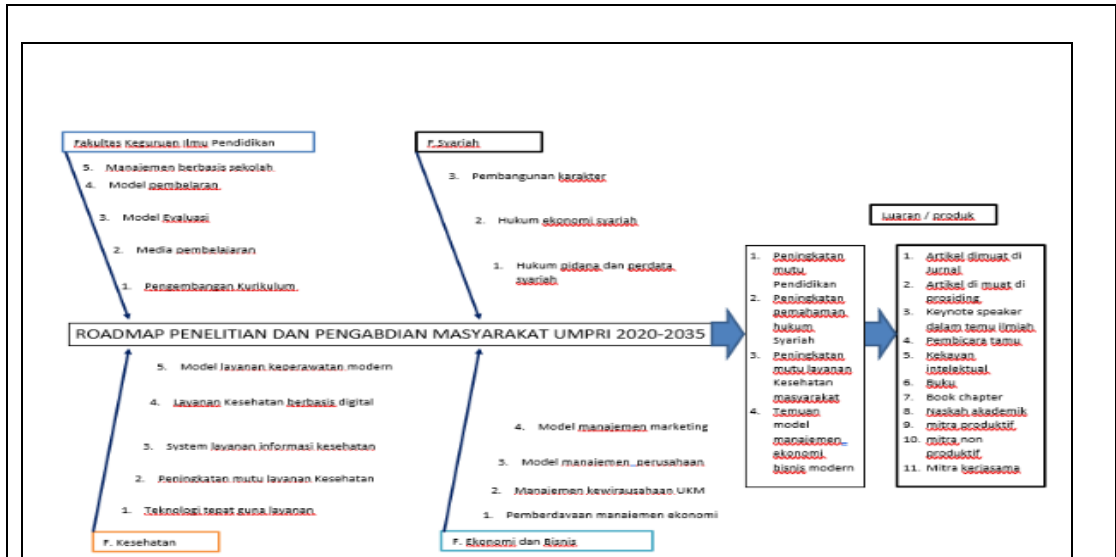 Fakultas Keguruan Ilmu Pendidikan
5. Manajemen berbasis sekolah
4. Model pembelaran
3. Model Evaluasi
2. Media pembelajaran
1. Pengembangan Kurikulum
F.Syariah
3. Pembangunan karakter
2. Hukum ekonomi syariah
1. Hukum pidana dan perdata
syariah
ROADMAP PENELITIAN DAN PENGABDIAN MASYARAKAT UMPRI 2020-2035
5. Model layanan keperawatan modern
4. Layanan Kesehatan berbasis digital
3. System layanan informasi kesehatan
2. Peningkatan mutu layanan Kesehatan
1. Teknologi tepat guna layanan
F. Kesehatan
4. Model manajemen marketing
3. Model manajemen perusahaan
2. Manajemen kewirausahaan UKM
1. Pemberdayaan manajemen ekonomi
F. Ekonomi dan Bisnis
1. Peningkatan
mutu
Pendidikan
2. Peningkatan
pemahaman
hukum
Syariah
3. Peningkatan
mutu layanan
Kesehatan
masyarakat
4. Temuan
model
manajemen
ekonomi
bisnis modern
Luaran / produk
1. Artikel dimuat di
Jurnal
2. Artikel di muat di
prosiding
3. Keynote speaker
dalam temu ilmiah
4. Pembicara tamu
5. Kekayan
intelektual
6. Buku
7. Book chapter
8. Naskah akademik
9. mitra produktif
10. mitra non
produktif
11. Mitra kerjasama